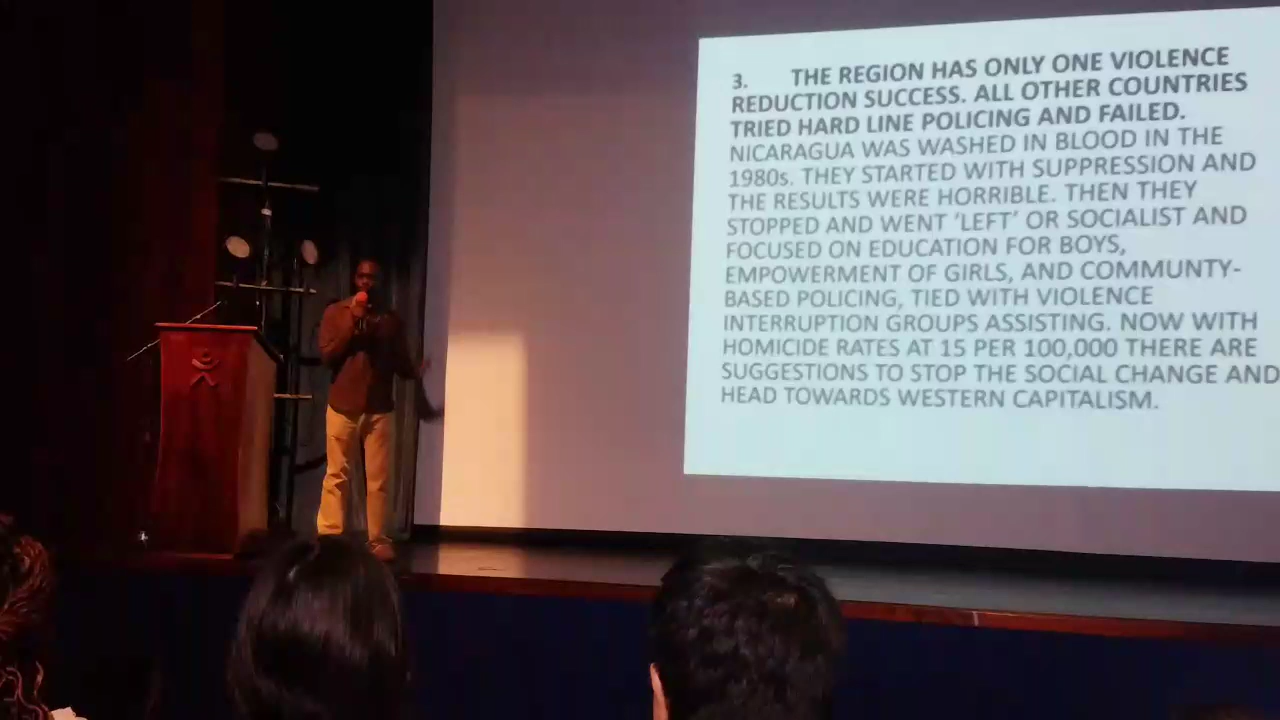 3. THE REGION HAS ONLY ONE VIOLENCE
REDUCTION SUCCESS. ALL OTHER COUNTRIES
TRIED HARD LINE POLICING AND FAILED.
NICARAGUA WAS WASHED IN BLOOD IN THE
1980s. THEY STARTED WITH SUPPRESSION AND
THE RESULTS WERE HORRIBLE. THEN THEY
STOPPED AND WENT ‘LEFT’ OR SOCIALIST AND
FOCUSED ON EDUCATION FOR BOYS,
EMPOWERMENT OF GIRLS, AND COMMUNTY-
BASED POLICING, TIED WITH VIOLENCE
INTERRUPTION GROUPS ASSISTING. NOW WITH
HOMICIDE RATES AT 15 PER 100,000 THERE ARE
SUGGESTIONS TO STOP THE SOCIAL CHANGE AND
HEAD TOWARDS WESTERN CAPITALISM.